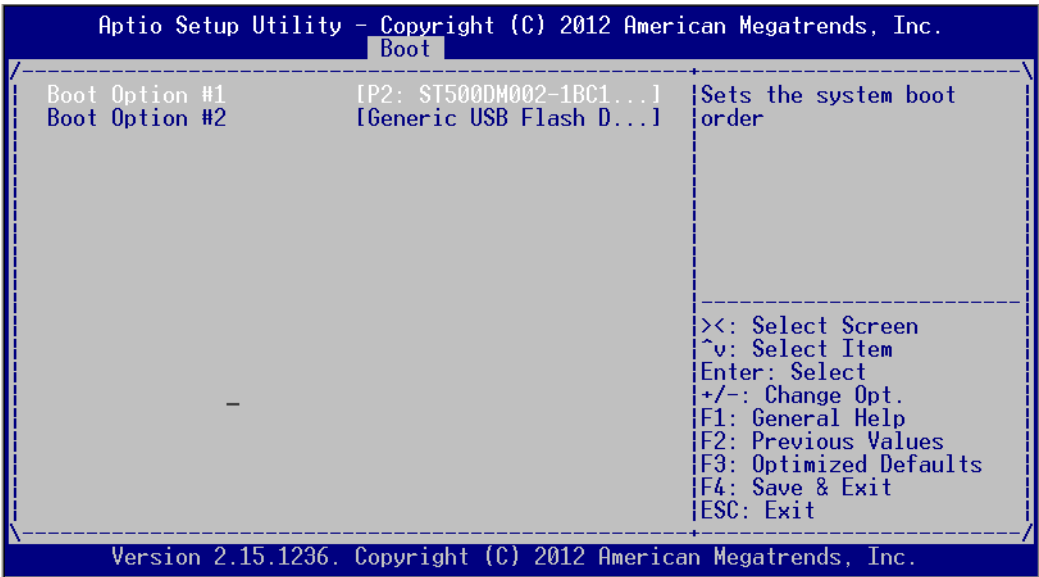 Aptio Setup Utility - Copyright (C) 2012 American Megatrends, Inc.
Boot
Boot Option #1 [P2: ST500DM002-1BC1...]
Boot Option #2 [Generic USB Flash D...]
Sets the system boot
order
><: Select Screen
^v: Select Item
Enter: Select
+/-: Change Opt.
F1: General Help
F2: Previous Values
F3: Optimized Defaults
F4: Save & Exit
ESC: Exit
Version 2.15.1236. Copyright (C) 2012 American Megatrends, Inc.